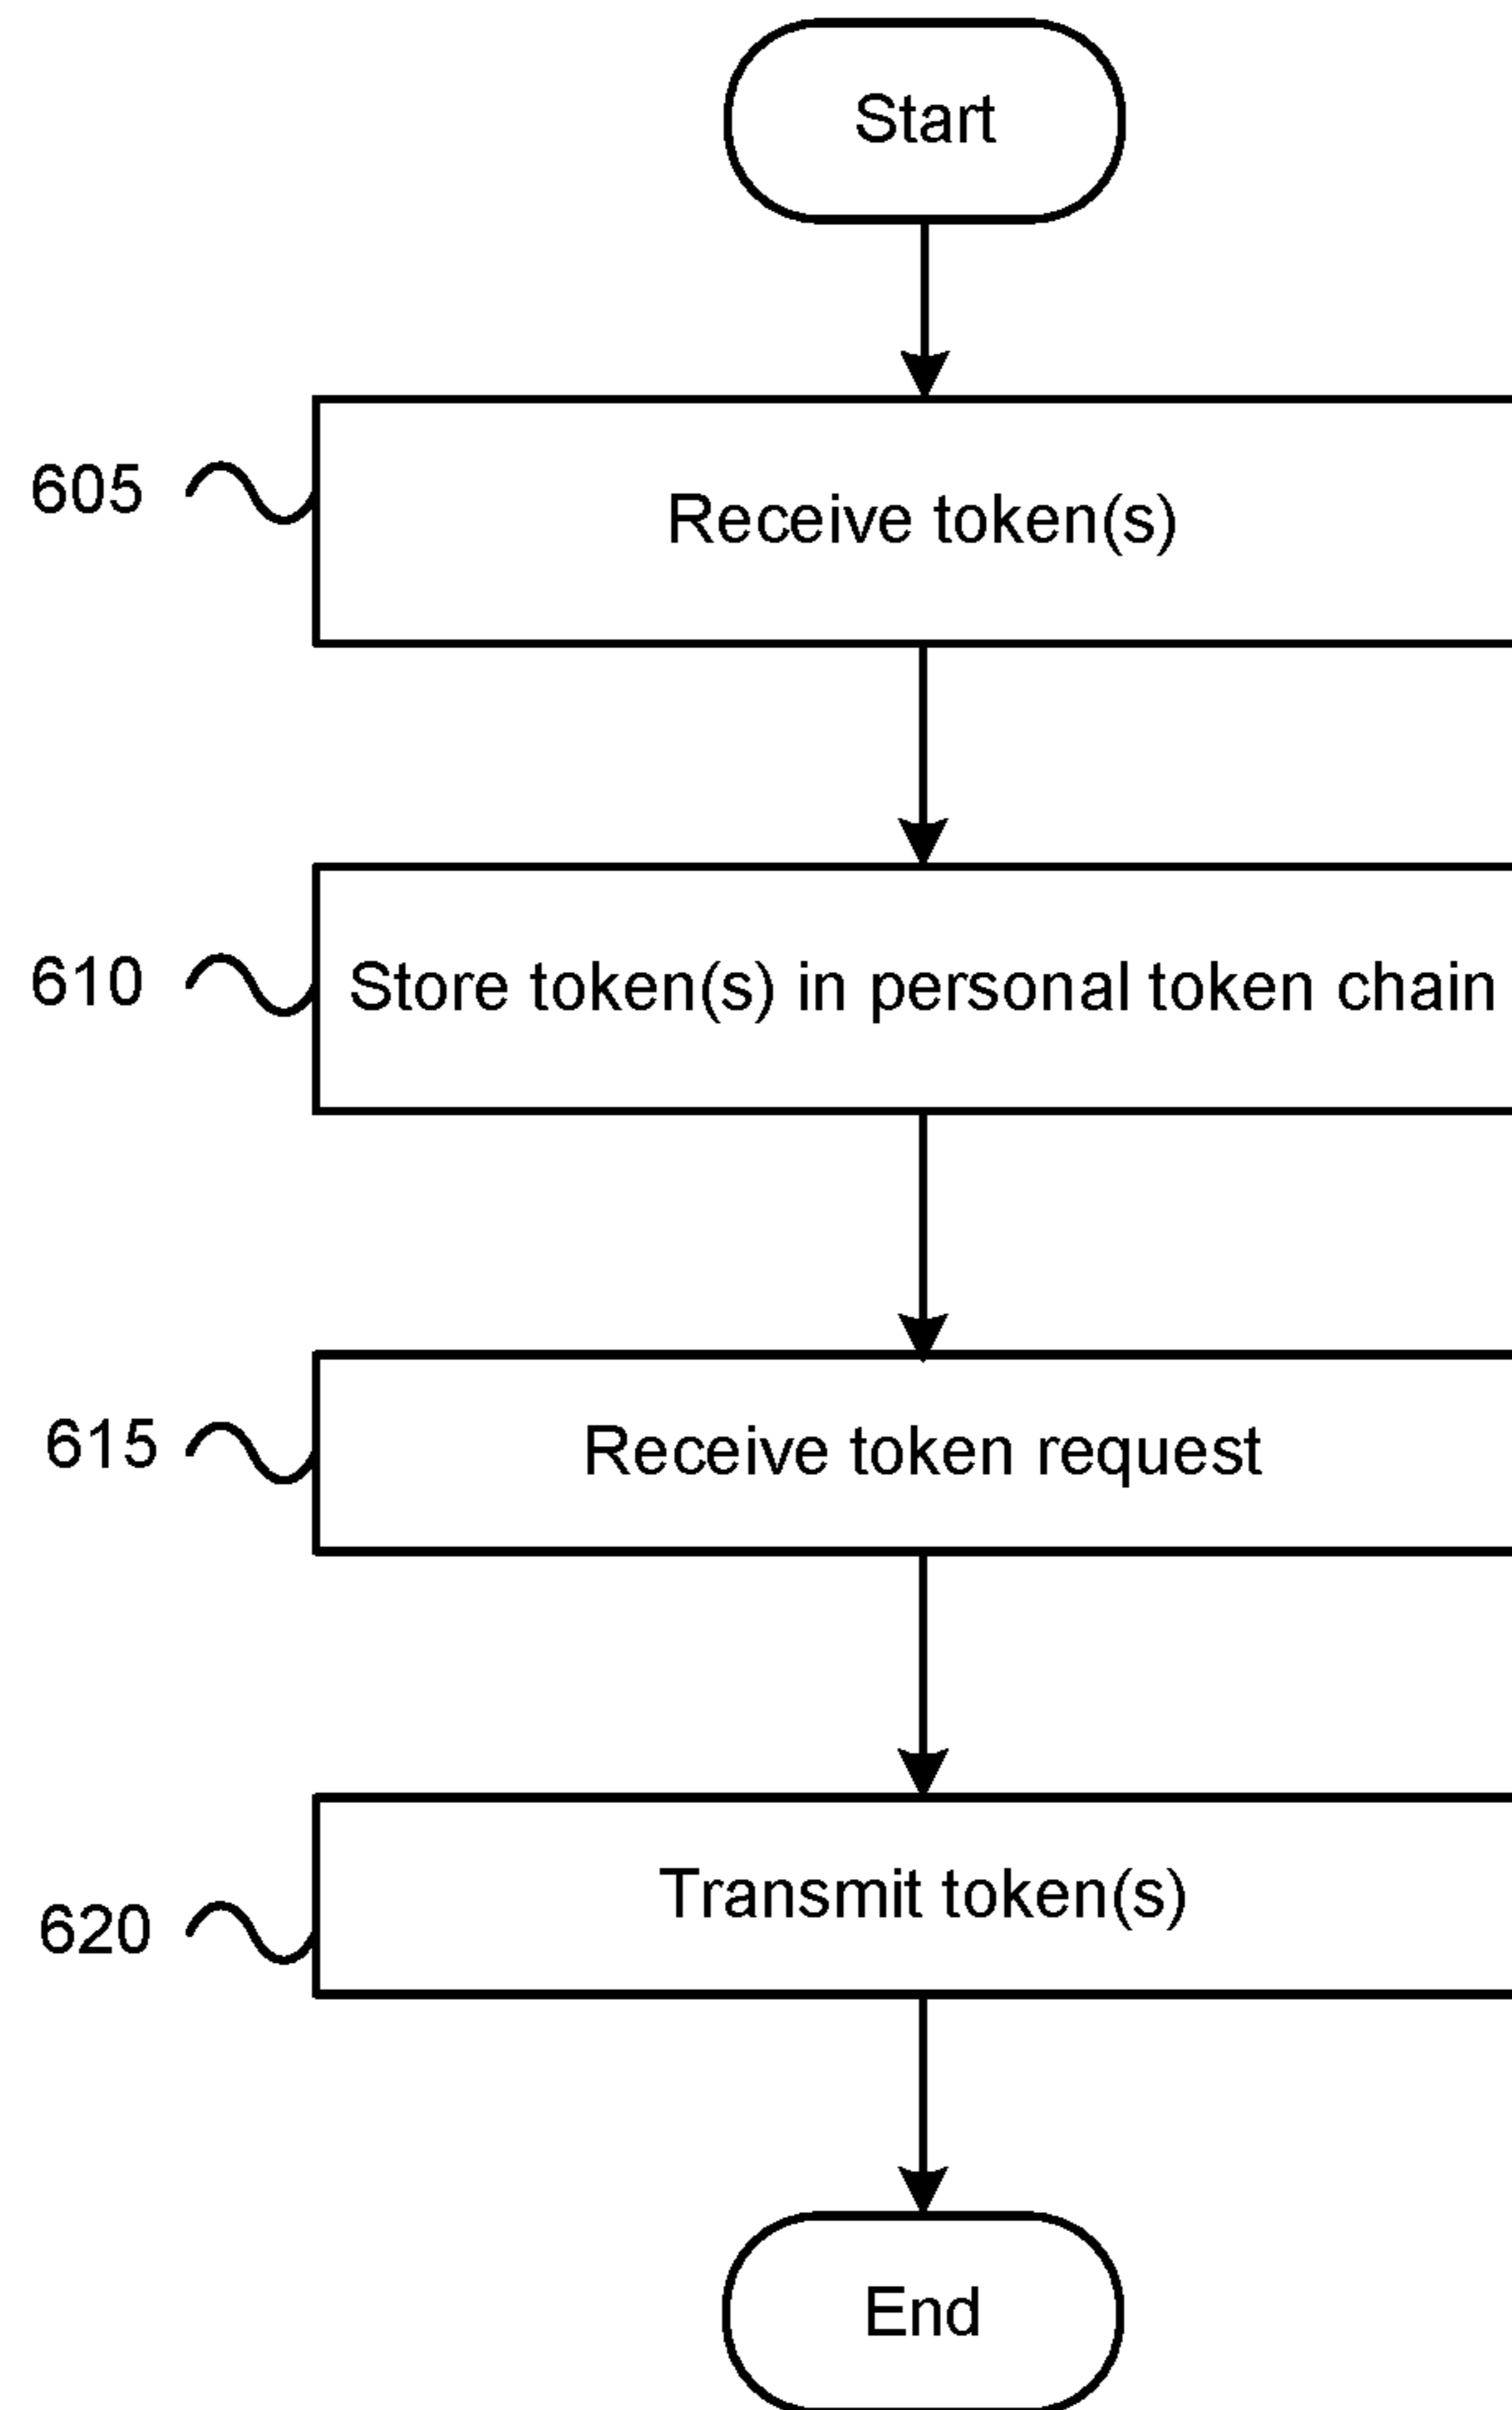 Start
605
Receive token(s)
610
Store token(s) in personal token chain
615
Receive token request
620
Transmit token(s)
End